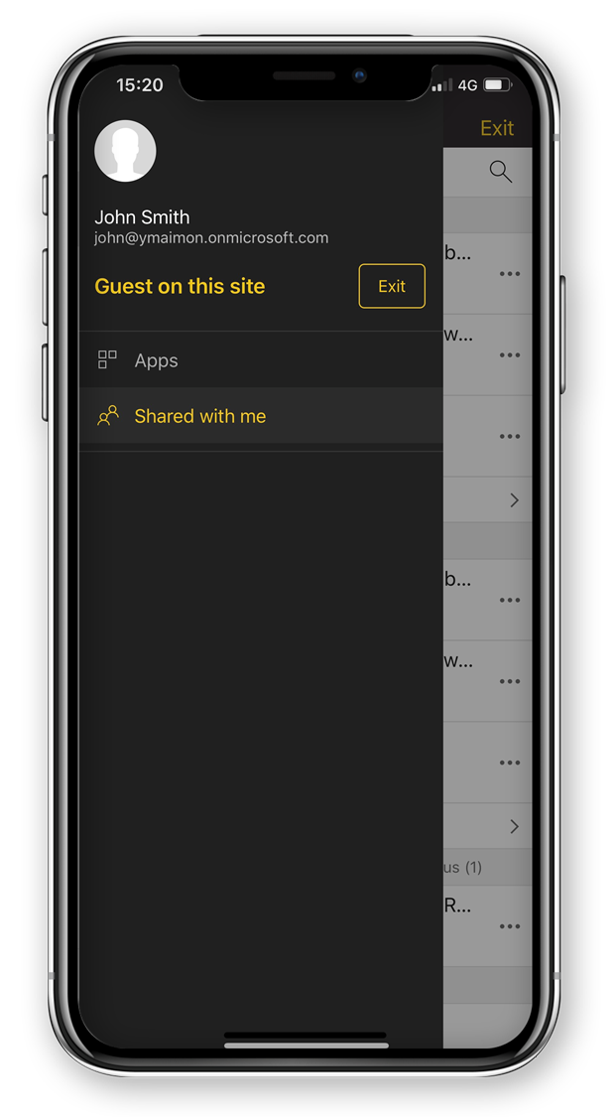 15:20
4G
Exit
John Smith
john@ymaimon.onmicrosoft.com
Guest on this site
Exit
Apps
Shared with me
b...
w...
b...
w...
us (1)
R...